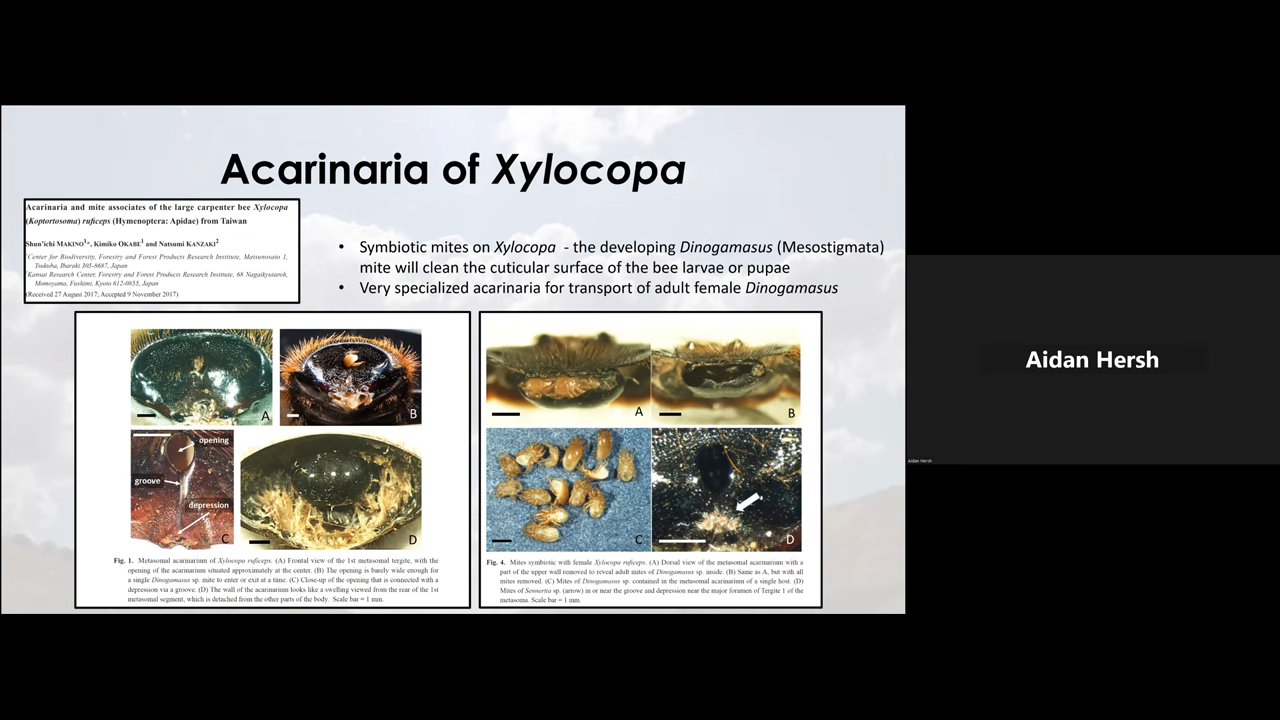 Acarinaria of Xylocopa
Acarinaria and mite associates of the large carpenter bee Xylocopa
(Koptortosoma) ruficeps (Hymenoptera: Apidae) from Taiwan
Shun'ichi MAKINO1*, Kimiko OKABE1 and Natsumi KANZAKI2
1Center for Biodiversity, Forestry and Forest Products Research Institute, Matsunosato 1,
Tsukuba, Ibaraki 305-8687, Japan
2Kansai Research Center, Forestry and Forest Products Research Institute, 68 Nagaikyutaroh,
Momoyama, Fushimi, Kyoto 612-0855, Japan
(Received 27 August 2017; Accepted 9 November 2017)
• Symbiotic mites on Xylocopa - the developing Dinogamasus (Mesostigmata)
mite will clean the cuticular surface of the bee larvae or pupae
• Very specialized acarinaria for transport of adult female Dinogamasus
A
B
opening
groove
depression
C
D
Fig. 1. Metasomal acarinarium of Xylocopa ruficeps. (A) Frontal view of the 1st metasomal tergite, with the
opening of the acarinarium situated approximately at the center. (B) The opening is barely wide enough for
a single Dinogamasus sp. mite to enter or exit at a time. (C) Close-up of the opening that is connected with a
depression via a groove. (D) The wall of the acarinarium looks like a swelling viewed from the rear of the 1st
metasomal segment, which is detached from the other parts of the body. Scale bar = 1 mm.
A
B
C
D
Fig. 4. Mites symbiotic with female Xylocopa ruficeps. (A) Dorsal view of the metasomal acarinarium with a
part of the upper wall removed to reveal adult mites of Dinogamasus sp. inside. (B) Same as A, but with all
mites removed. (C) Mites of Dinogamasus sp. contained in the metasomal acarinarium of a single host. (D)
Mites of Sennertia sp. (arrow) in or near the groove and depression near the major foramen of Tergite 1 of the
metasoma. Scale bar = 1 mm.
Aidan Hersh
Aidan Hersh